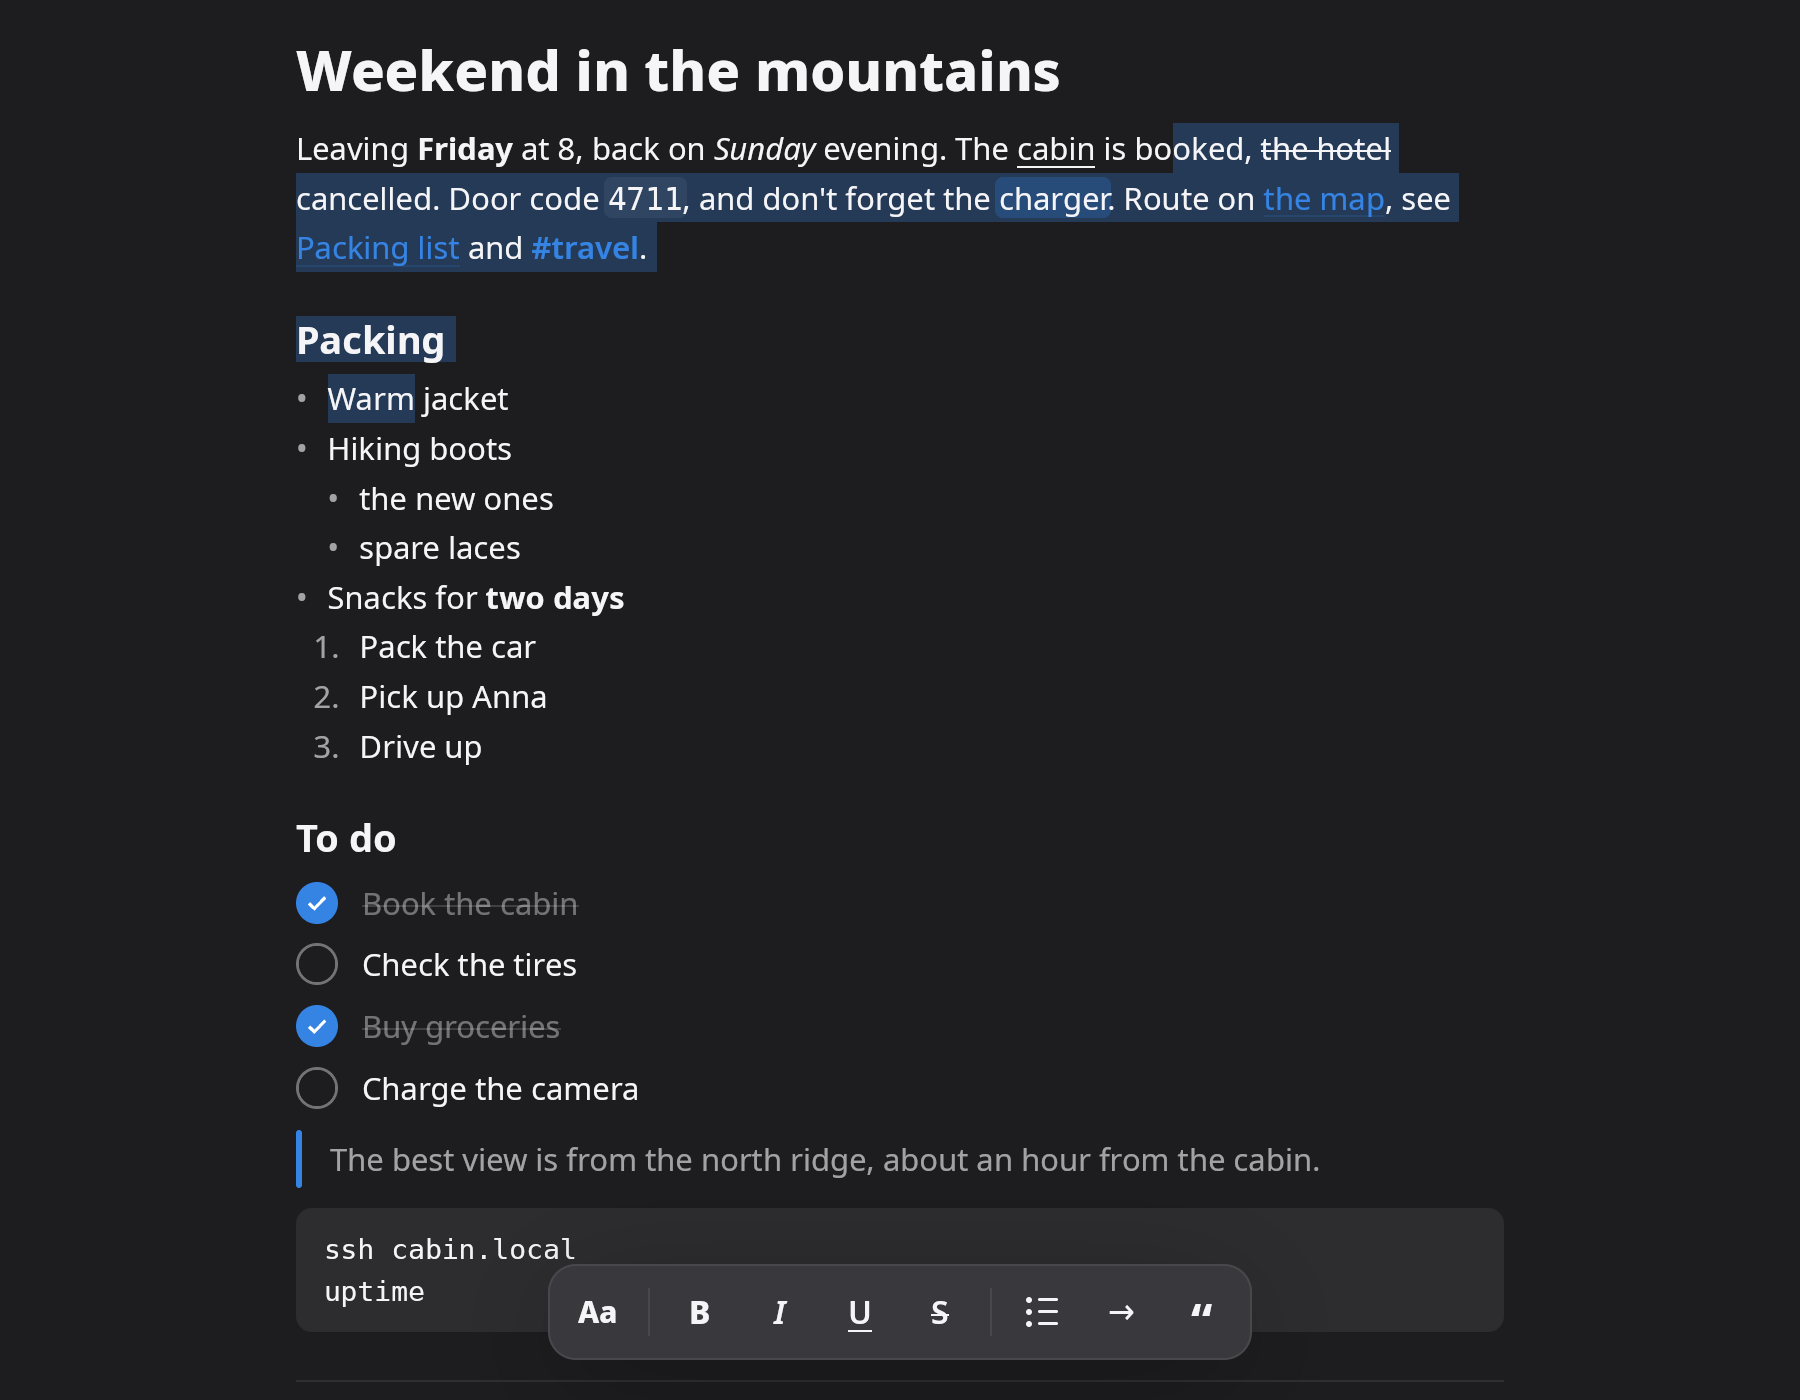 Weekend in the mountains
Leaving Friday at 8, back on Sunday evening. The cabin is booked, the hotel
cancelled. Door code 4711, and don't forget the charger. Route on the map, see
Packing list and #travel.
Packing
• Warm jacket
• Hiking boots
• the new ones
• spare laces
• Snacks for two days
1. Pack the car
2. Pick up Anna
3. Drive up
To do
Book the cabin
Check the tires
Buy groceries
Charge the camera
The best view is from the north ridge, about an hour from the cabin.
ssh cabin.local
uptime
Aa B I U S → "